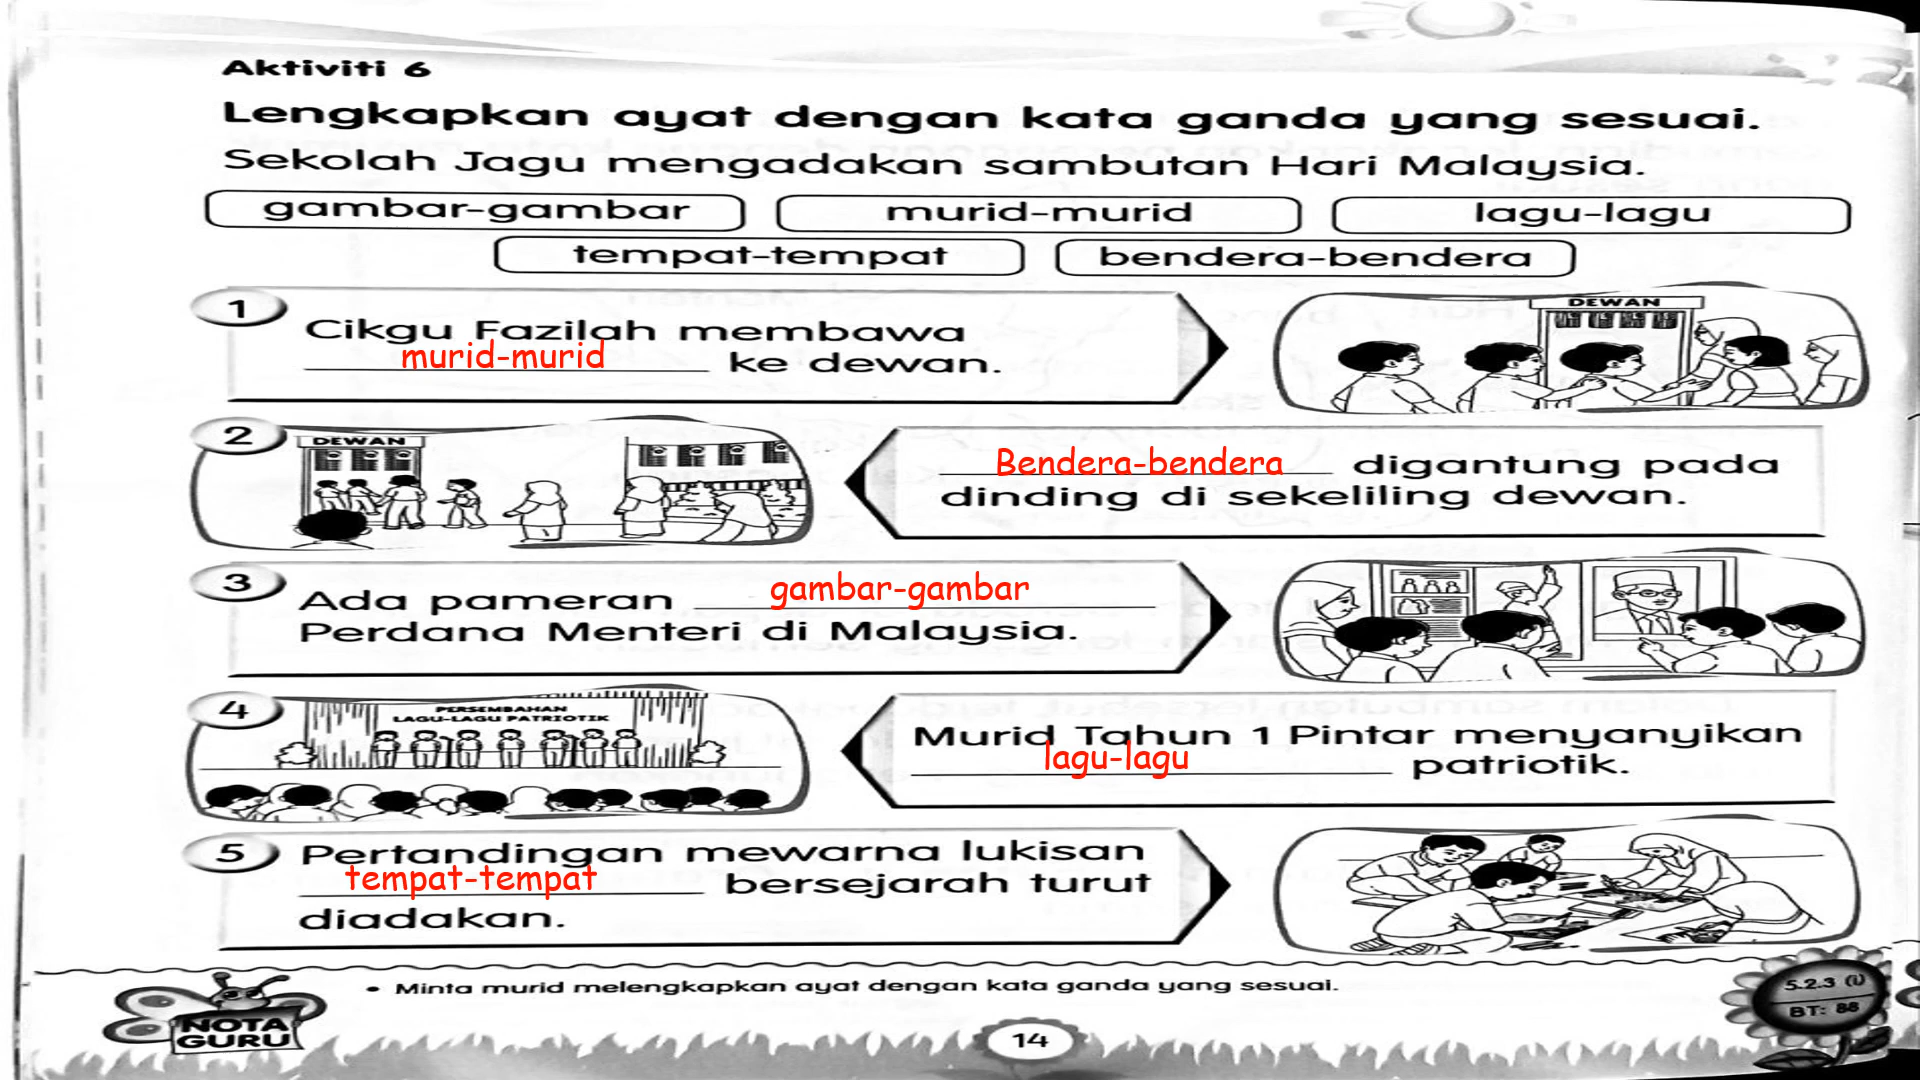 Aktiviti 6
Lengkapkan ayat dengan kata ganda yang sesuai.
Sekolah Jagu mengadakan sambutan Hari Malaysia.
gambar-gambar murid-murid lagu-lagu
tempat-tempat bendera-bendera
1
Cikgu Fazilah membawa
murid-murid ke dewan.
DEWAN
2
DEWAN
Bendera-bendera digantung pada
dinding di sekeliling dewan.
3
Ada pameran gambar-gambar
Perdana Menteri di Malaysia.
4
PERSEMBAHAN
LAGU-LAGU PATRIOTIK
Murid Tahun 1 Pintar menyanyikan
lagu-lagu patriotik.
5
Pertandingan mewarna lukisan
tempat-tempat bersejarah turut
diadakan.
• Minta murid melengkapkan ayat dengan kata ganda yang sesuai.
NOTA
GURU
14
5.2.3 (i)
BT: 88